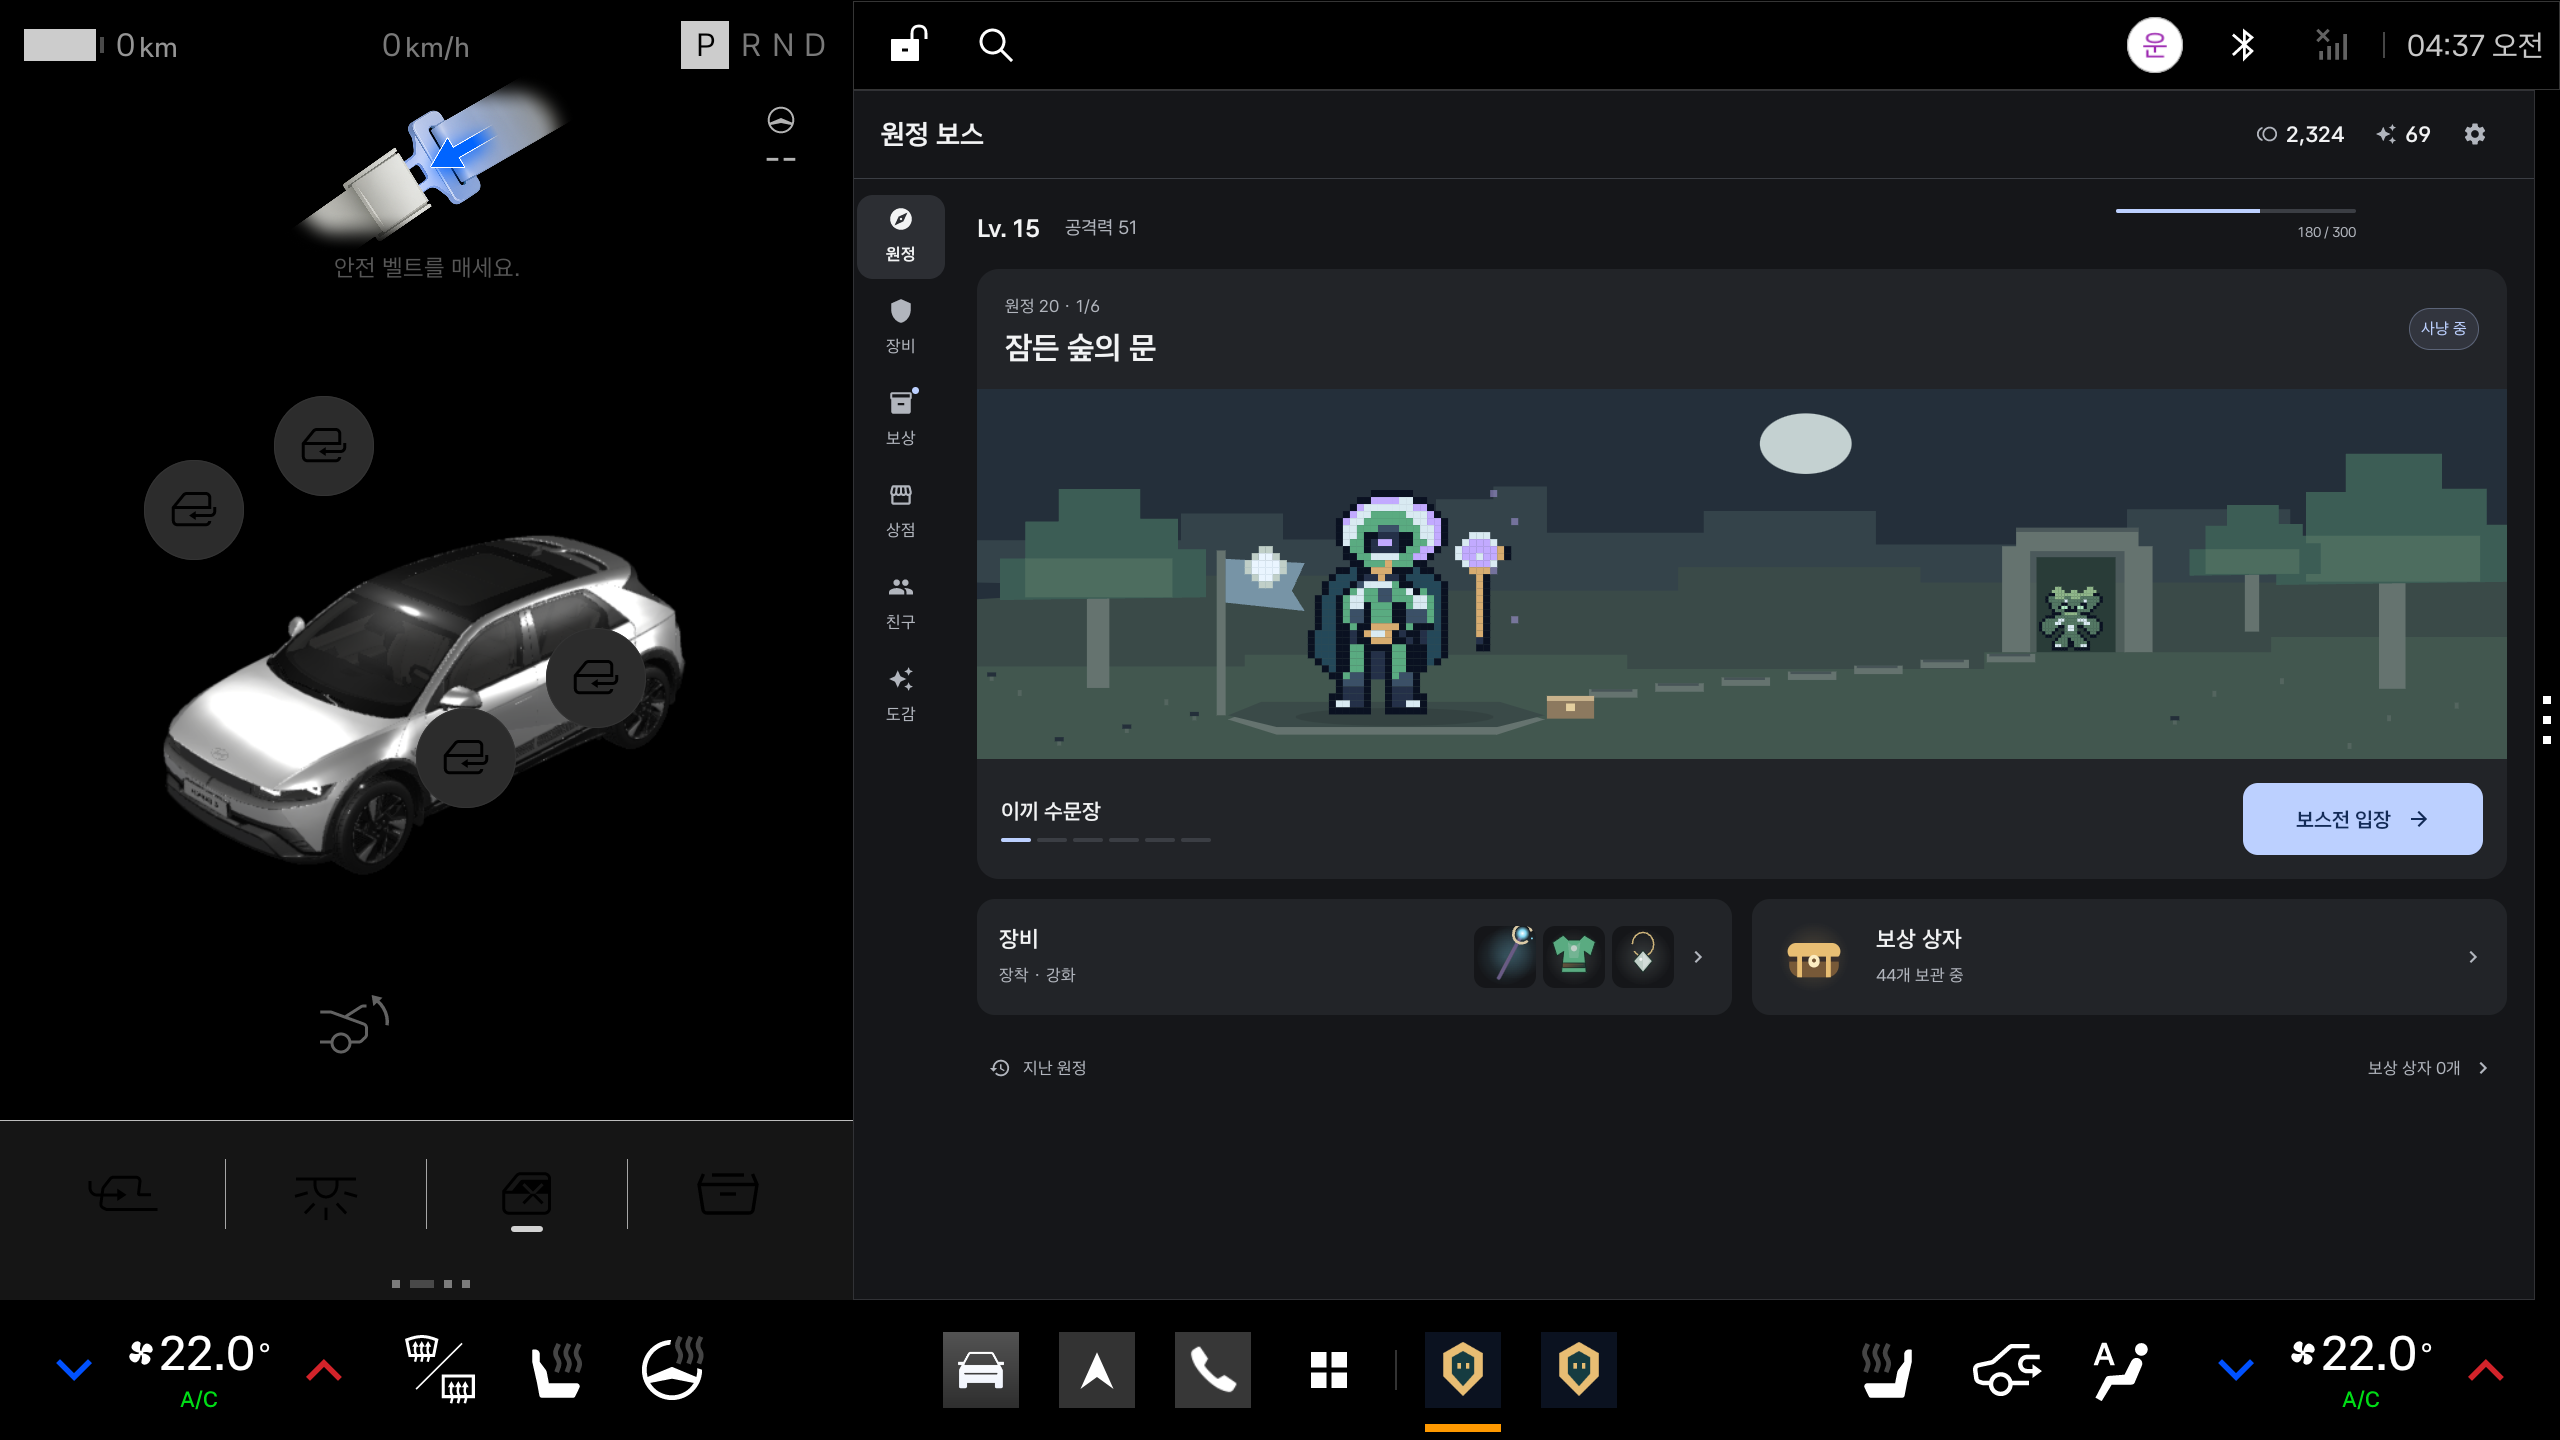 0 km
0 km/h
P R N D
안전 벨트를 매세요.
--
운
04:37 오전
원정 보스
2,324
69
원정
장비
보상
상점
친구
도감
Lv. 15
공격력 51
180 / 300
원정 20 · 1/6
잠든 숲의 문
사냥 중
이끼 수문장
보스전 입장
장비
장착 · 강화
보상 상자
44개 보관 중
지난 원정
보상 상자 0개
22.0°
A/C
A
22.0°
A/C